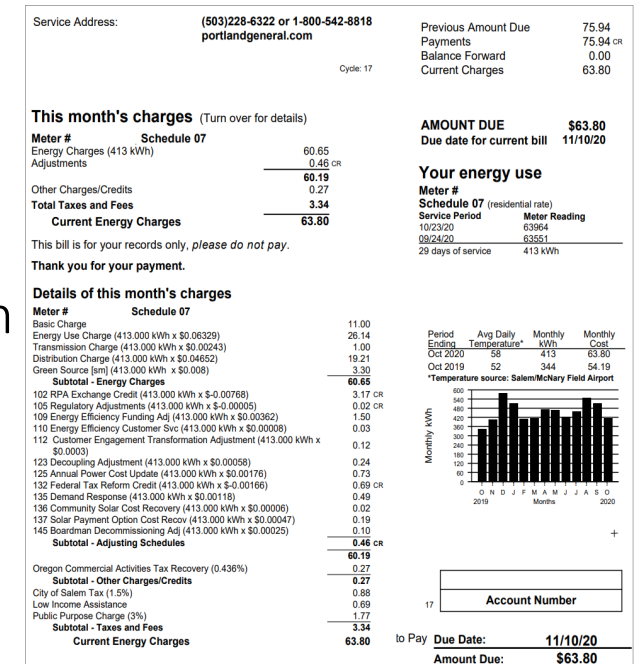 Service Address:
(503)228-6322 or 1-800-542-8818
portlandgeneral.com
Cycle: 17
Previous Amount Due 75.94
Payments 75.94 CR
Balance Forward 0.00
Current Charges 63.80
This month's charges (Turn over for details)
Meter # Schedule 07
Energy Charges (413 kWh) 60.65
Adjustments 0.46 CR
60.19
Other Charges/Credits 0.27
Total Taxes and Fees 3.34
Current Energy Charges 63.80
This bill is for your records only, please do not pay.
Thank you for your payment.
AMOUNT DUE $63.80
Due date for current bill 11/10/20
Your energy use
Meter #
Schedule 07 (residential rate)
Service Period Meter Reading
10/23/20 63964
09/24/20 63551
29 days of service 413 kWh
Details of this month's charges
Meter # Schedule 07
Basic Charge 11.00
Energy Use Charge (413.000 kWh x $0.06329) 26.14
Transmission Charge (413.000 kWh x $0.00243) 1.00
Distribution Charge (413.000 kWh x $0.04652) 19.21
Green Source [sm] (413.000 kWh x $0.008) 3.30
Subtotal - Energy Charges 60.65
102 RPA Exchange Credit (413.000 kWh x $-0.00768) 3.17 CR
105 Regulatory Adjustments (413.000 kWh x $-0.00005) 0.02 CR
109 Energy Efficiency Funding Adj (413.000 kWh x $0.00362) 1.50
110 Energy Efficiency Customer Svc (413.000 kWh x $0.00008) 0.03
112 Customer Engagement Transformation Adjustment (413.000 kWh x
$0.0003) 0.12
123 Decoupling Adjustment (413.000 kWh x $0.00058) 0.24
125 Annual Power Cost Update (413.000 kWh x $0.00176) 0.73
132 Federal Tax Reform Credit (413.000 kWh x $-0.00166) 0.69 CR
135 Demand Response (413.000 kWh x $0.00118) 0.49
136 Community Solar Cost Recovery (413.000 kWh x $0.00006) 0.02
137 Solar Payment Option Cost Recov (413.000 kWh x $0.00047) 0.19
145 Boardman Decommissioning Adj (413.000 kWh x $0.00025) 0.10
Subtotal - Adjusting Schedules 0.46 CR
60.19
Oregon Commercial Activities Tax Recovery (0.436%) 0.27
Subtotal - Other Charges/Credits 0.27
City of Salem Tax (1.5%) 0.88
Low Income Assistance 0.69
Public Purpose Charge (3%) 1.77
Subtotal - Taxes and Fees 3.34
Current Energy Charges 63.80
Period Avg Daily Monthly Monthly
Ending Temperature* kWh Cost
Oct 2020 58 413 63.80
Oct 2019 52 344 54.19
*Temperature source: Salem/McNary Field Airport
Monthly kWh
600
540
480
420
360
300
240
180
120
60
0
O N D J F M A M J J A S O
2019 Months 2020
17
Account Number
to Pay Due Date: 11/10/20
Amount Due: $63.80